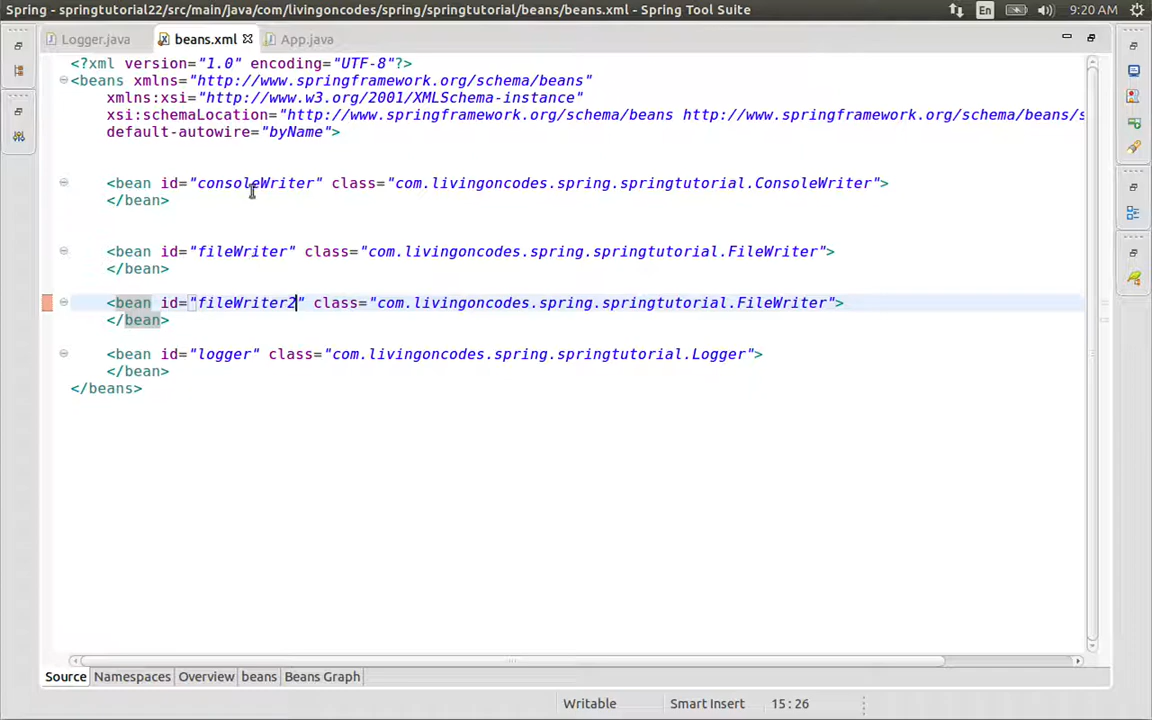 Spring - springtutorial22/src/main/java/com/livingoncodes/spring/springtutorial/beans/beans.xml - Spring Tool Suite
En
9:20 AM
Logger.java
beans.xml
App.java
<?xml version="1.0" encoding="UTF-8"?>
<beans xmlns="http://www.springframework.org/schema/beans"
xmlns:xsi="http://www.w3.org/2001/XMLSchema-instance"
xsi:schemaLocation="http://www.springframework.org/schema/beans http://www.springframework.org/schema/beans/s
default-autowire="byName">
<bean id="consoleWriter" class="com.livingoncodes.spring.springtutorial.ConsoleWriter">
</bean>
<bean id="fileWriter" class="com.livingoncodes.spring.springtutorial.FileWriter">
</bean>
<bean id="fileWriter2" class="com.livingoncodes.spring.springtutorial.FileWriter">
</bean>
<bean id="logger" class="com.livingoncodes.spring.springtutorial.Logger">
</bean>
</beans>
Source
Namespaces
Overview
beans
Beans Graph
Writable
Smart Insert
15 : 26